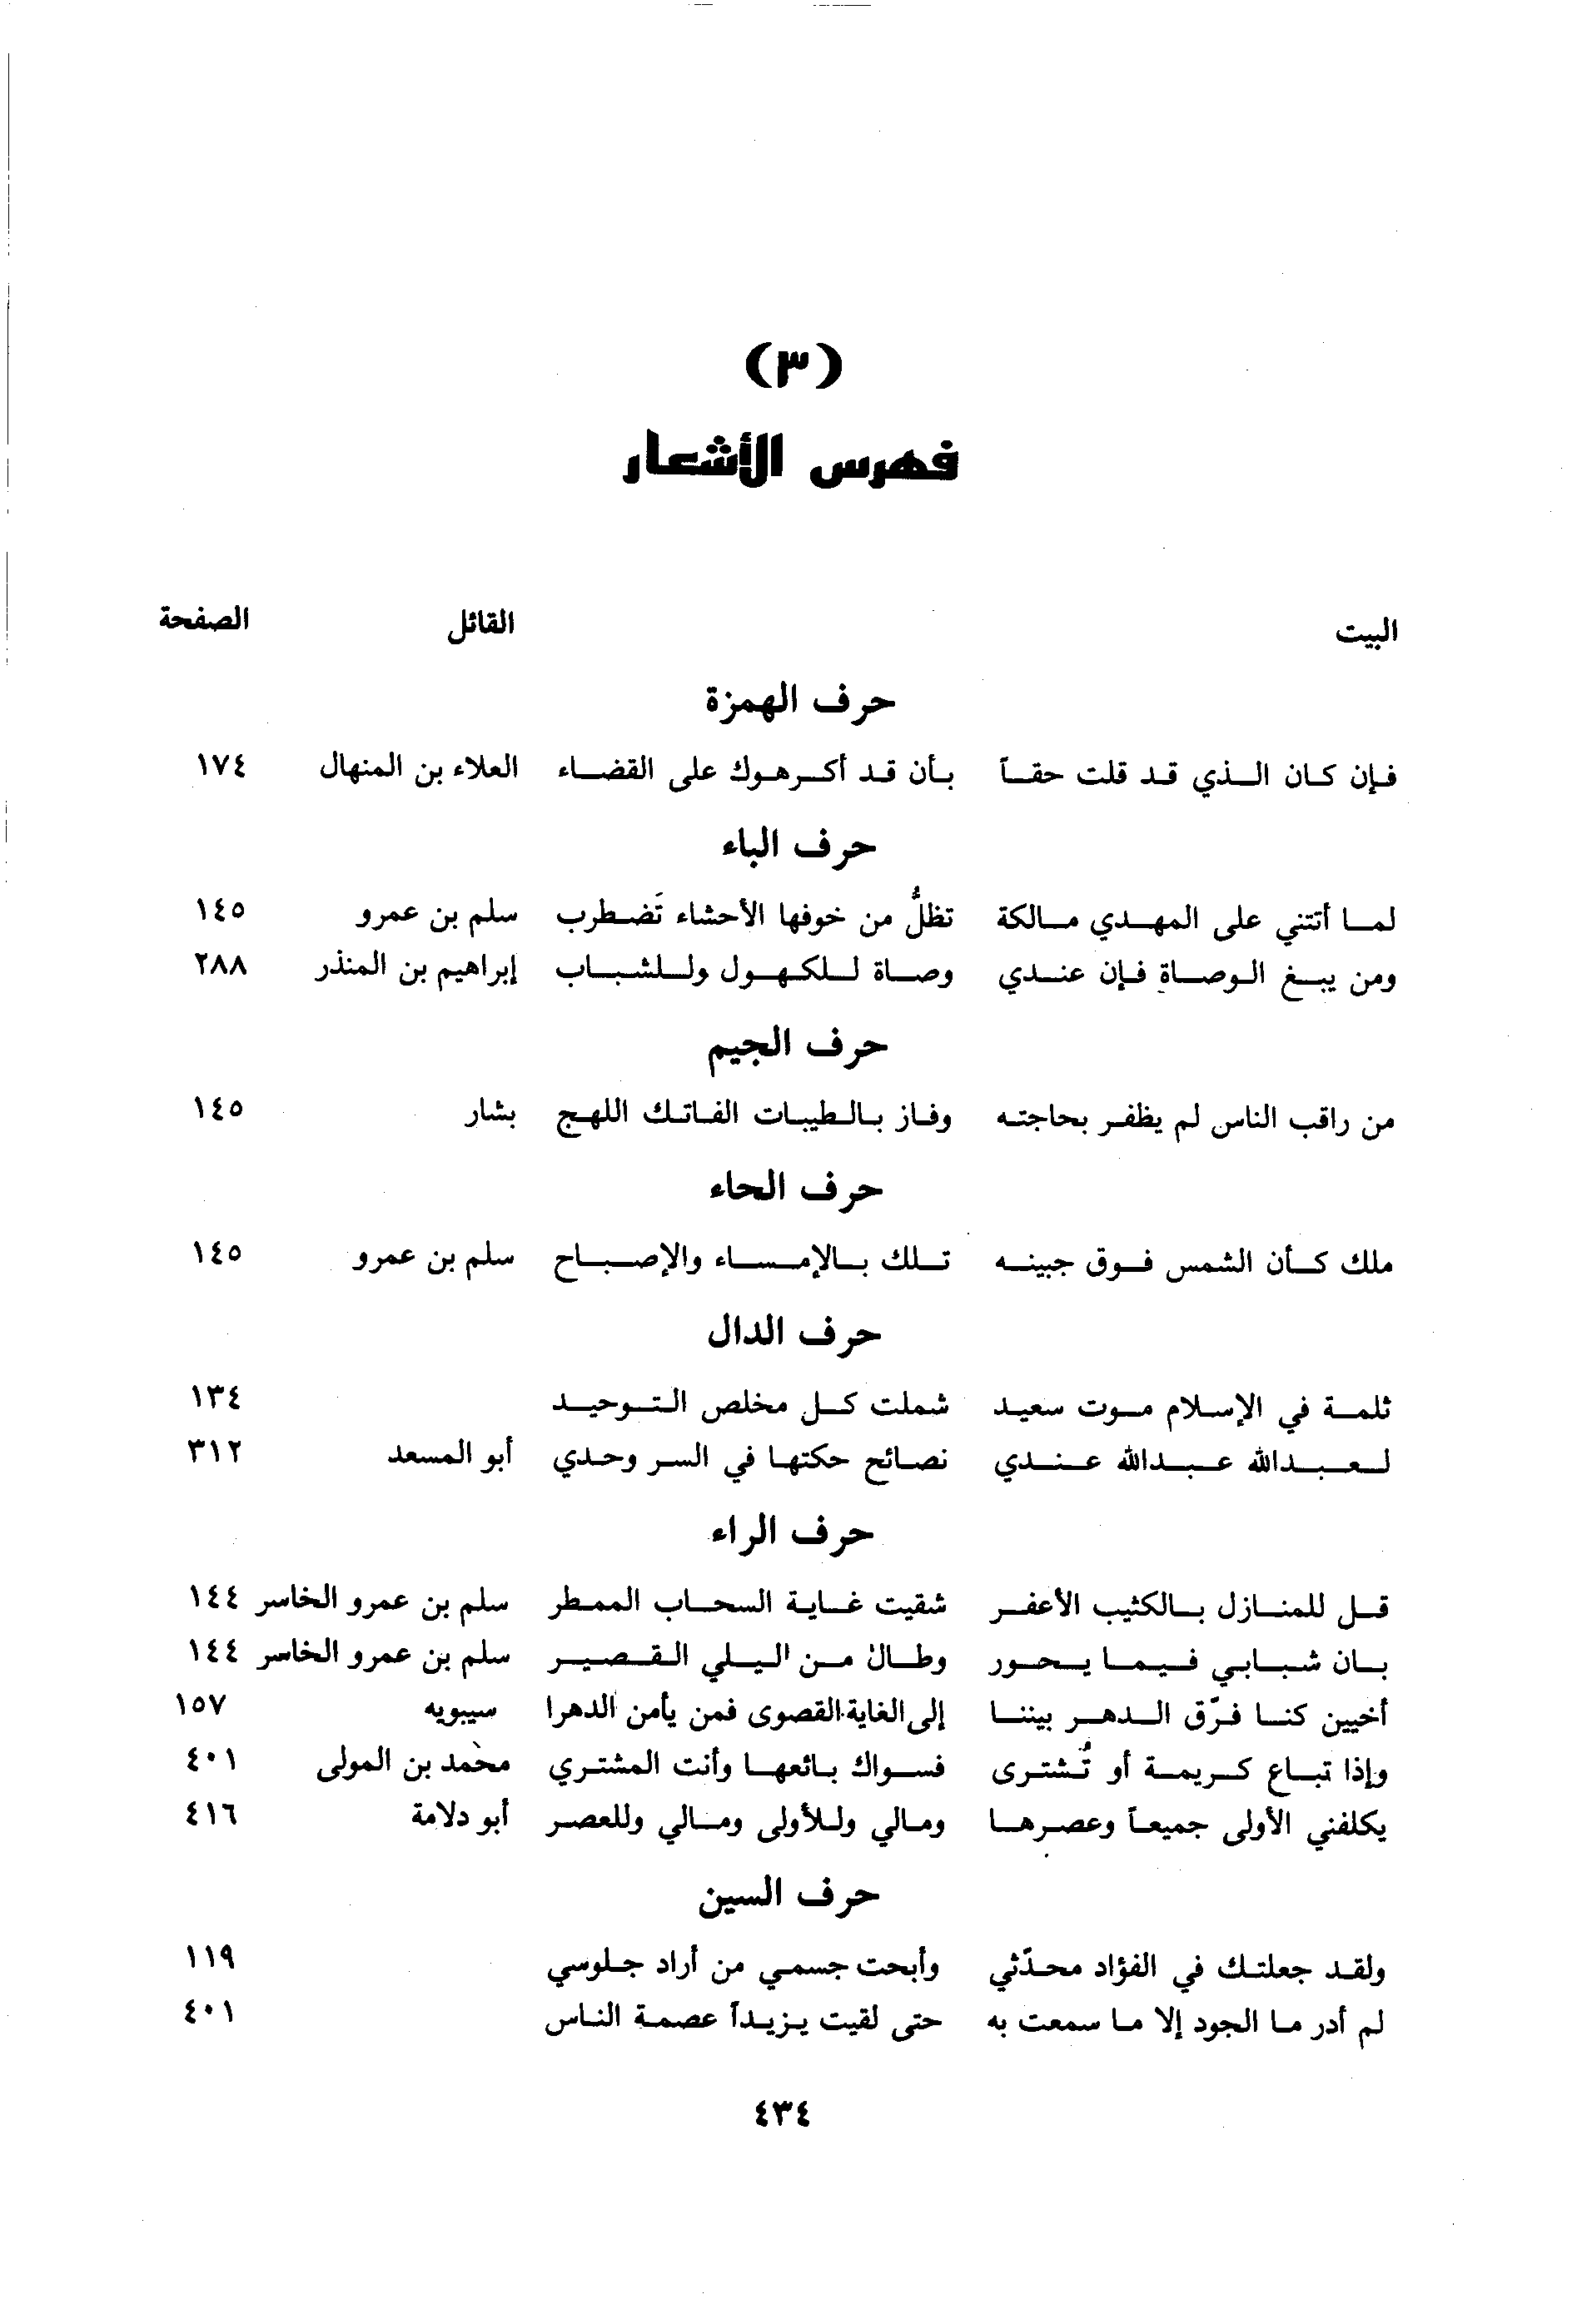 (٣)
فهرس الأشعار
البيت القائل الصفحة
حرف الهمزة
فإن كان الذي قد قلت حقاً بأن قد أكرهوك على القضاء العلاء بن المنهال ١٧٤
حرف الباء
لما أتتني على المهدي مالكة تظلُّ من خوفها الأحشاء تَضطرب سلم بن عمرو ١٤٥
ومن يبغ الوصاة فإن عندي وصاة للكهول وللشباب إبراهيم بن المنذر ٢٨٨
حرف الجيم
من راقب الناس لم يظفر بحاجته وفاز بالطيبات الفاتك اللهج بشار ١٤٥
حرف الحاء
ملك كأن الشمس فوق جبينه تلك بالإمساء والإصباح سلم بن عمرو ١٤٥
حرف الدال
ثلمة في الإسلام موت سعيد شملت كل مخلص التوحيد ١٣٤
لعبدالله عبدالله عندي نصائح حكتها في السر وحدي أبو المسعد ٣١٢
حرف الراء
قل للمنازل بالكثيب الأعفر شقيت غاية السحاب الممطر سلم بن عمرو الخاسر ١٤٤
بان شبابي فيما يحور وطال من اليلي القصير سلم بن عمرو الخاسر ١٤٤
أخيين كنا فرّق الدهر بيننا إلى الغاية القصوى فمن يأمن الدهرا سيبويه ١٥٧
وإذا تباع كريمة أو تُشترى فسواك بائعها وأنت المشتري محمد بن المولى ٤٠١
يكلفني الأولى جميعاً وعصرها ومالي وللأولى ومالي وللعصر أبو دلامة ٤١٦
حرف السين
ولقد جعلتك في الفؤاد محدّثي وأبحت جسمي من أراد جلوسي ١١٩
لم أدر ما الجود إلا ما سمعت به حتى لقيت يزيداً عصمة الناس ٤٠١
٤٣٤